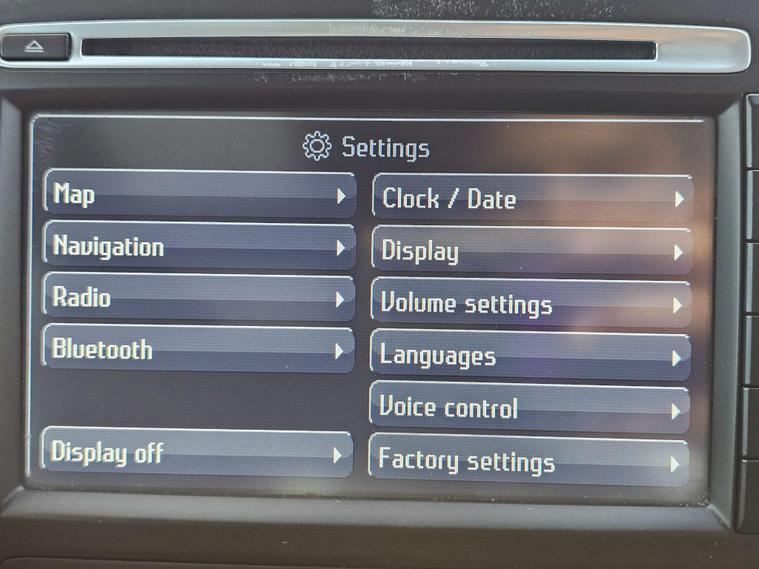 Settings
Map
Navigation
Radio
Bluetooth
Display off
Clock / Date
Display
Volume settings
Languages
Voice control
Factory settings